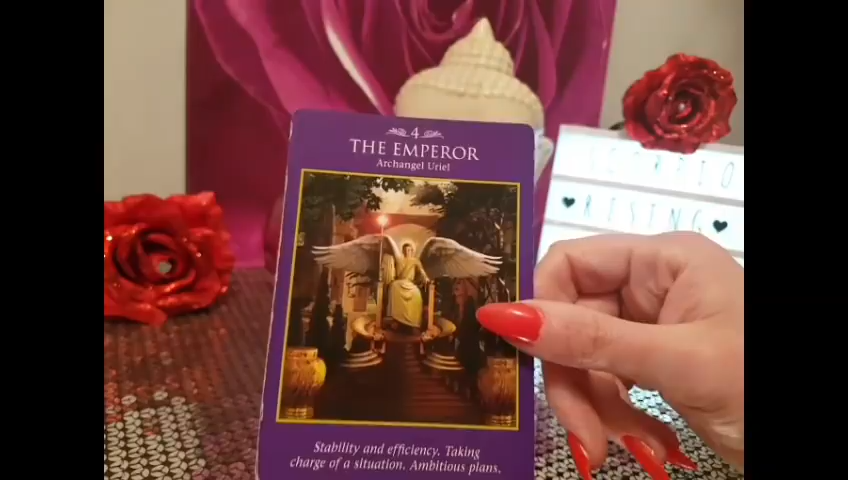 4
THE EMPEROR
Archangel Uriel
SCORPIO
♥ RISING ♥
Stability and efficiency. Taking
charge of a situation. Ambitious plans.